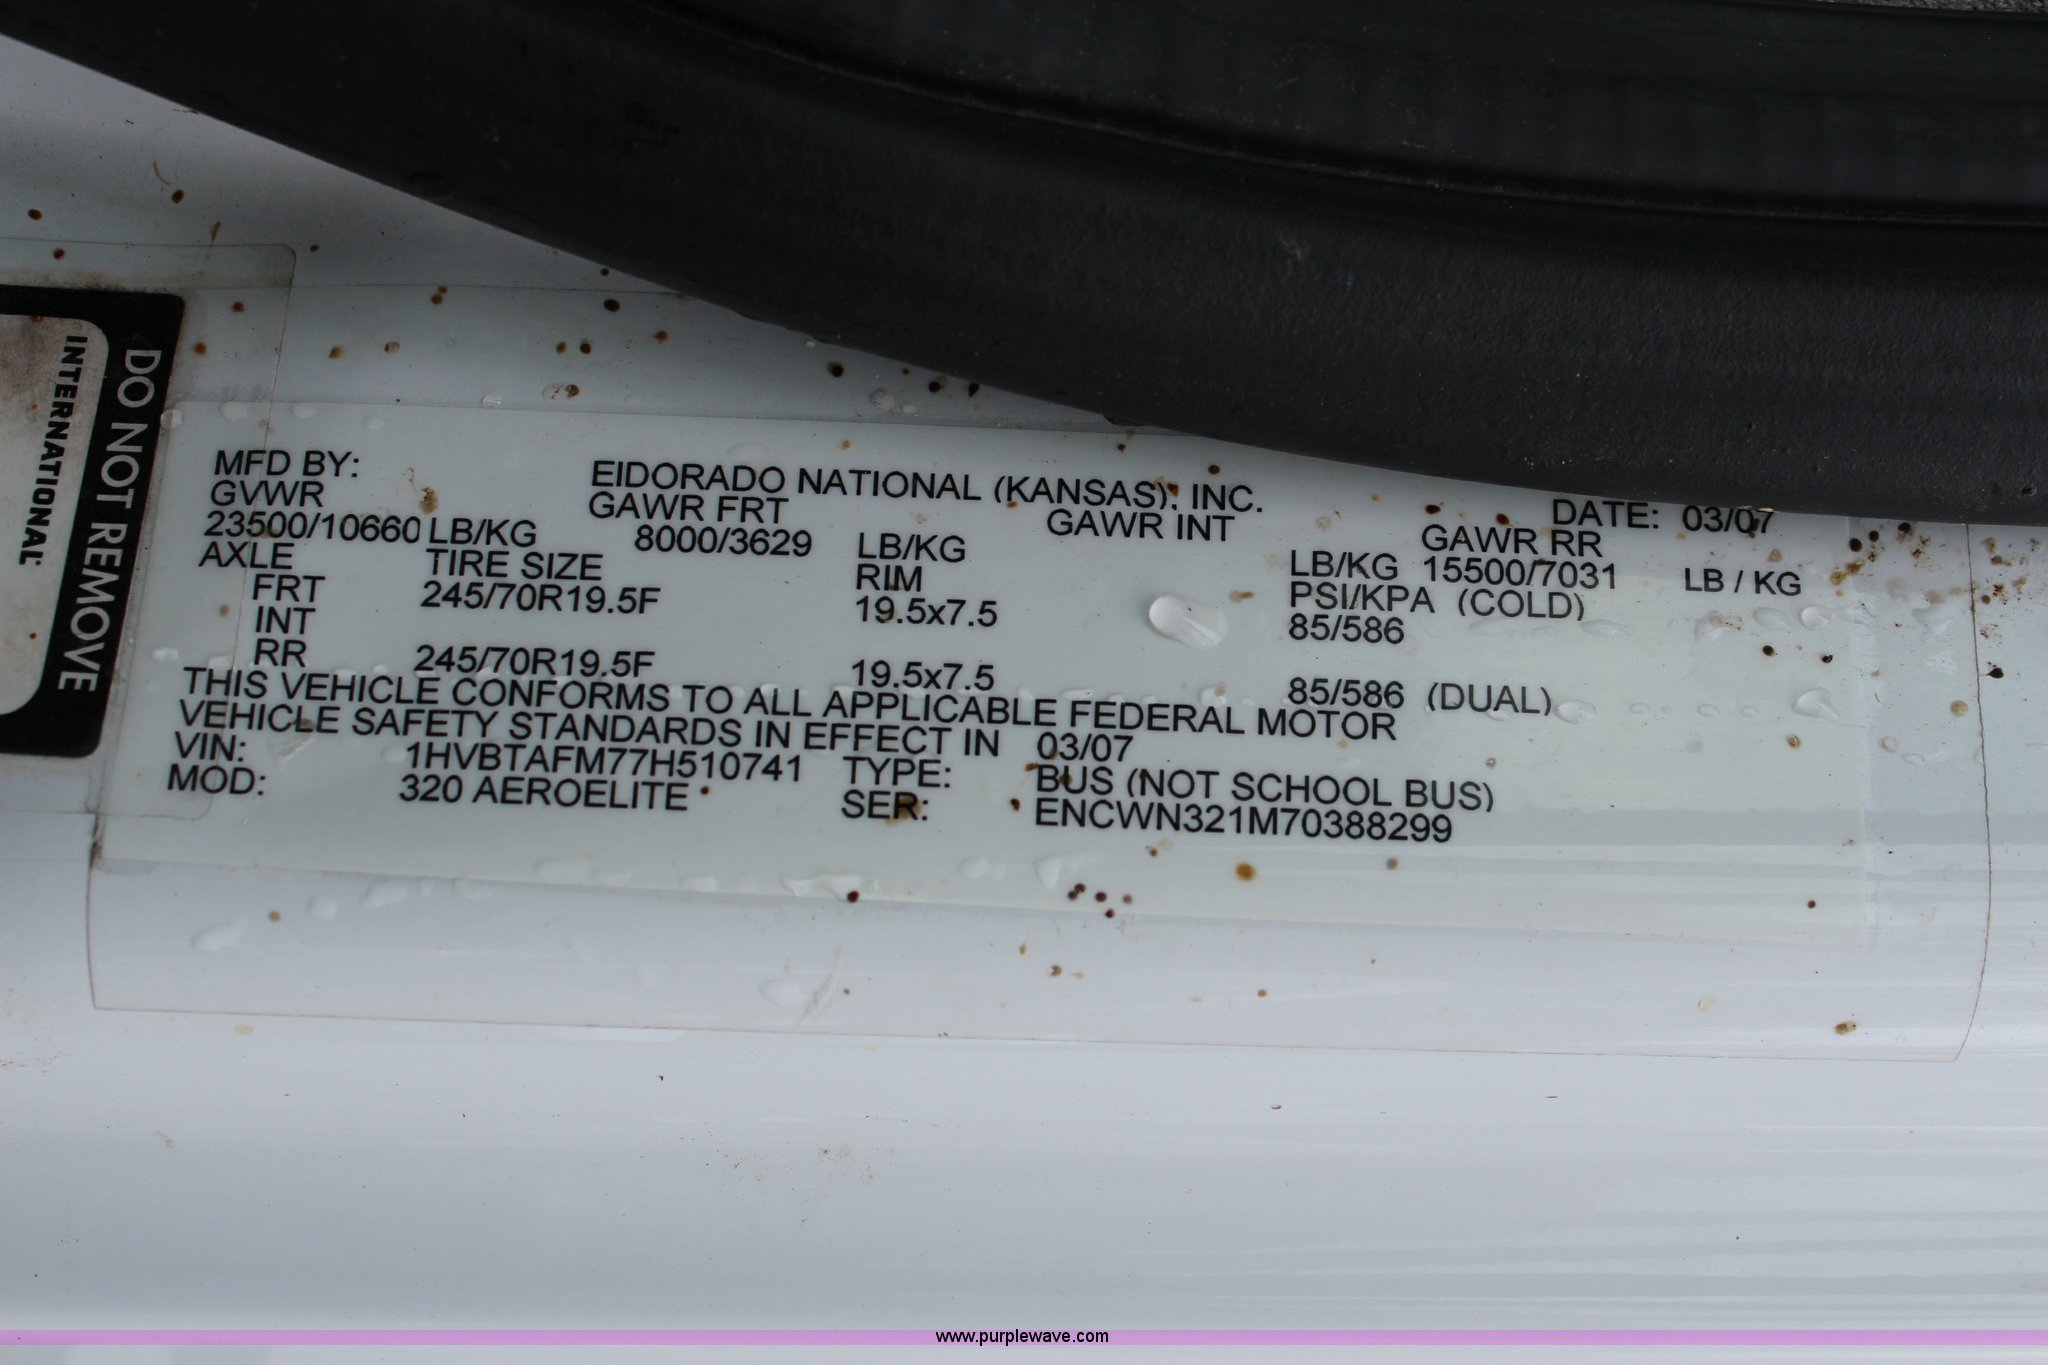 DO NOT REMOVE
INTERNATIONAL
MFD BY: EIDORADO NATIONAL (KANSAS), INC. DATE: 03/07
GVWR GAWR FRT GAWR INT GAWR RR
23500/10660 LB/KG 8000/3629 LB/KG LB/KG 15500/7031 LB / KG
AXLE TIRE SIZE RIM PSI/KPA (COLD)
FRT 245/70R19.5F 19.5x7.5 85/586
INT
RR 245/70R19.5F 19.5x7.5 85/586 (DUAL)
THIS VEHICLE CONFORMS TO ALL APPLICABLE FEDERAL MOTOR
VEHICLE SAFETY STANDARDS IN EFFECT IN 03/07
VIN: 1HVBTAFM77H510741 TYPE: BUS (NOT SCHOOL BUS)
MOD: 320 AEROELITE SER: ENCWN321M70388299
www.purplewave.com